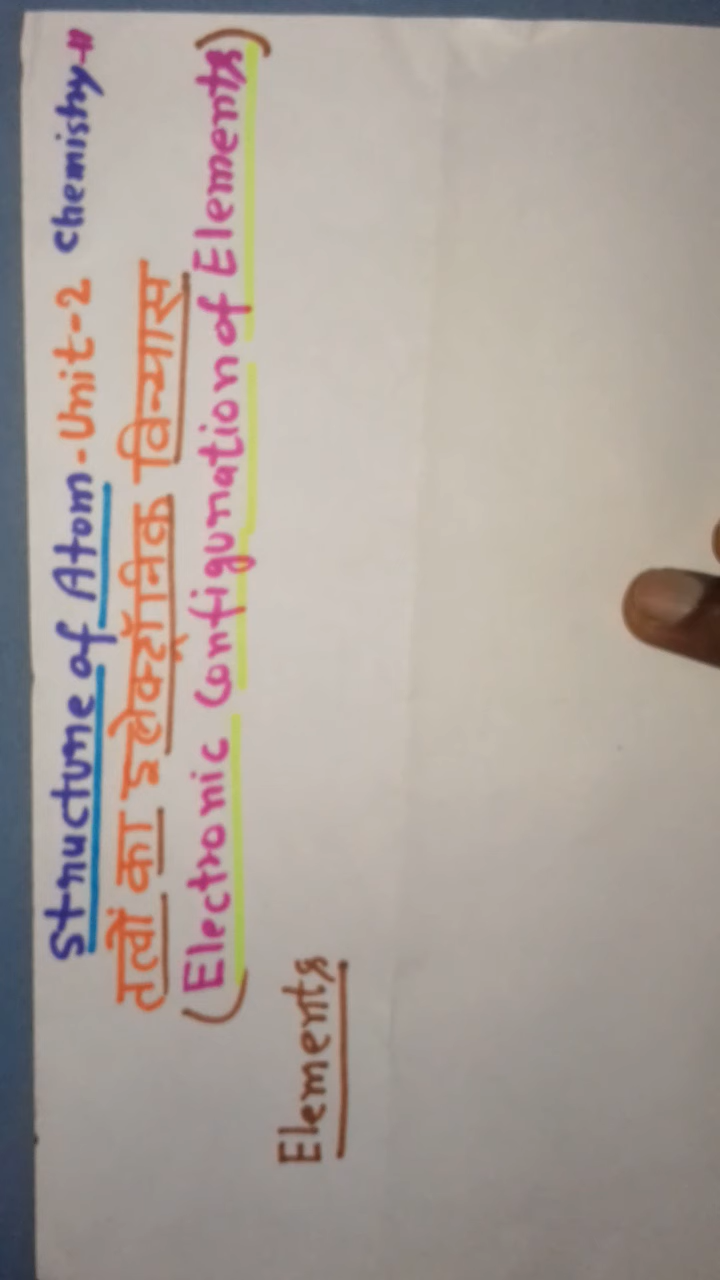 Structure of Atom - Unit-2 Chemistry-11
तत्वों का इलेक्ट्रॉनिक विन्यास
(Electronic Configuration of Elements)
Elements